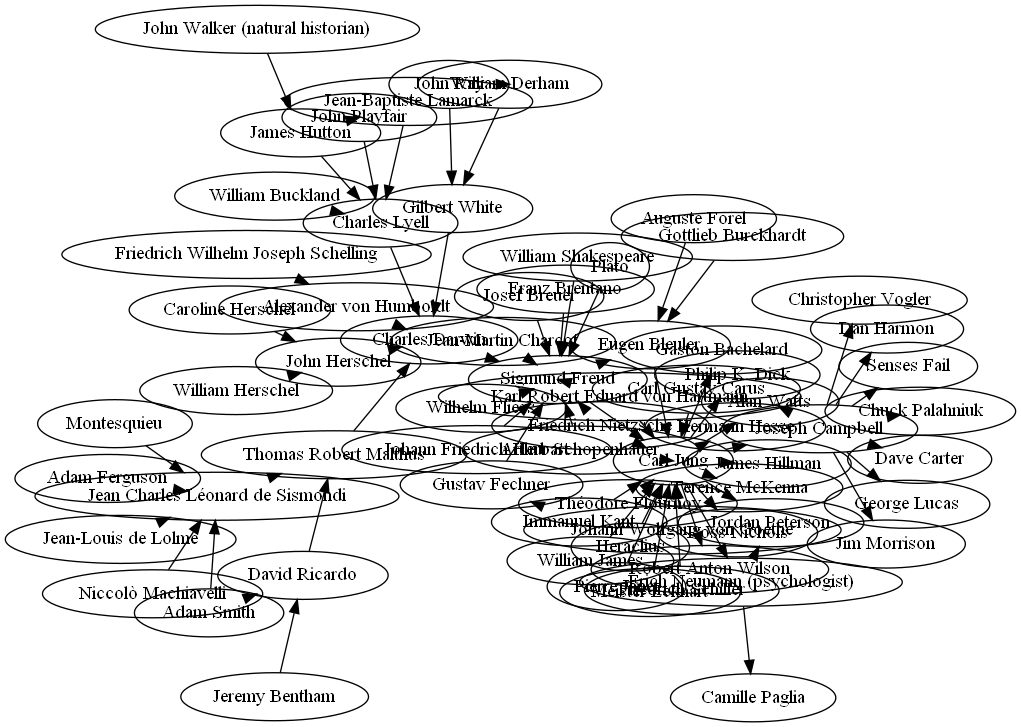 John Walker (natural historian)
John Ray
William Derham
Jean-Baptiste Lamarck
John Playfair
James Hutton
William Buckland
Gilbert White
Charles Lyell
Auguste Forel
Gottlieb Burckhardt
Friedrich Wilhelm Joseph Schelling
William Shakespeare
Plato
Franz Brentano
Josef Breuer
Christopher Vogler
Caroline Herschel
Alexander von Humboldt
Dan Harmon
Charles Darwin
Jean-Martin Charcot
Eugen Bleuler
Gaston Bachelard
John Herschel
Senses Fail
Sigmund Freud
Philip K. Dick
William Herschel
Carl Gustav Carus
Karl Robert Eduard von Hartmann
Alan Watts
Wilhelm Fliess
Chuck Palahniuk
Montesquieu
Friedrich Nietzsche
Hermann Hesse
Joseph Campbell
Thomas Robert Malthus
Johann Friedrich Herbart
Arthur Schopenhauer
Carl Jung
James Hillman
Dave Carter
Adam Ferguson
Gustav Fechner
Terence McKenna
Jean Charles Léonard de Sismondi
Théodore Flournoy
George Lucas
Immanuel Kant
Jordan Peterson
Johann Wolfgang von Goethe
Moss Nichols
Jean-Louis de Lolme
Heraclitus
Jim Morrison
William James
Robert Anton Wilson
David Ricardo
Erich Neumann (psychologist)
Pierre Janet
Meister Eckhart
Niccolò Machiavelli
Adam Smith
Jeremy Bentham
Camille Paglia